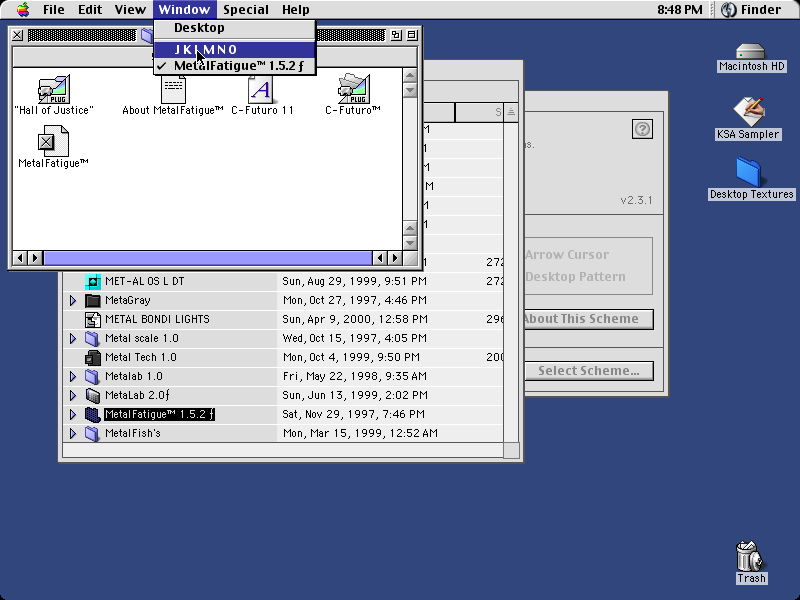 File Edit View Window Special Help 8:48 PM Finder
Desktop
J K L M N O
MetalFatigue™ 1.5.2 ƒ
"Hall of Justice"
About MetalFatigue™
C-Futuro 11
C-Futuro™
MetalFatigue™
PLUG
PLUG
S
M
M
M
272
MET-AL OS L DT Sun, Aug 29, 1999, 9:51 PM 272
MetaGray Mon, Oct 27, 1997, 4:46 PM
METAL BONDI LIGHTS Sun, Apr 9, 2000, 12:58 PM 296
Metal scale 1.0 Wed, Oct 15, 1997, 4:05 PM
Metal Tech 1.0 Mon, Oct 4, 1999, 9:50 PM 200
Metalab 1.0 Fri, May 22, 1998, 9:35 AM
MetaLab 2.0ƒ Sun, Jun 13, 1999, 2:02 PM
MetalFatigue™ 1.5.2 ƒ Sat, Nov 29, 1997, 7:46 PM
MetalFish's Mon, Mar 15, 1999, 12:52 AM
ns.
v2.3.1
Arrow Cursor
Desktop Pattern
About This Scheme
Select Scheme...
Macintosh HD
KSA Sampler
Desktop Textures
Trash